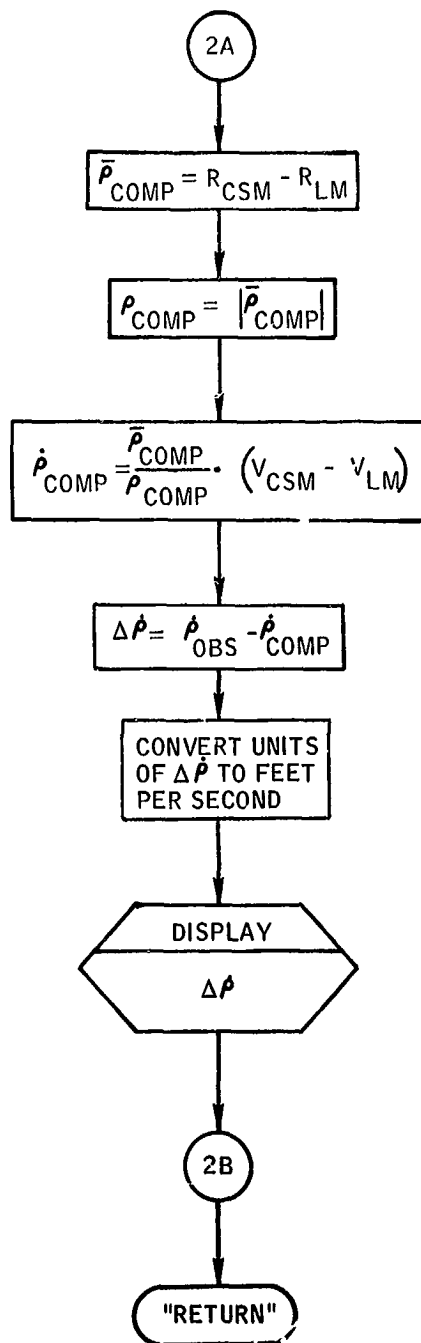 2A
ρ̄COMP = RCSM - RLM
ρCOMP = |ρ̄COMP|
ρ̇COMP = ρ̄COMP/ρCOMP · (VCSM - VLM)
Δρ̇ = ρ̇OBS - ρ̇COMP
CONVERT UNITS
OF Δρ̇ TO FEET
PER SECOND
DISPLAY
Δρ̇
2B
"RETURN"